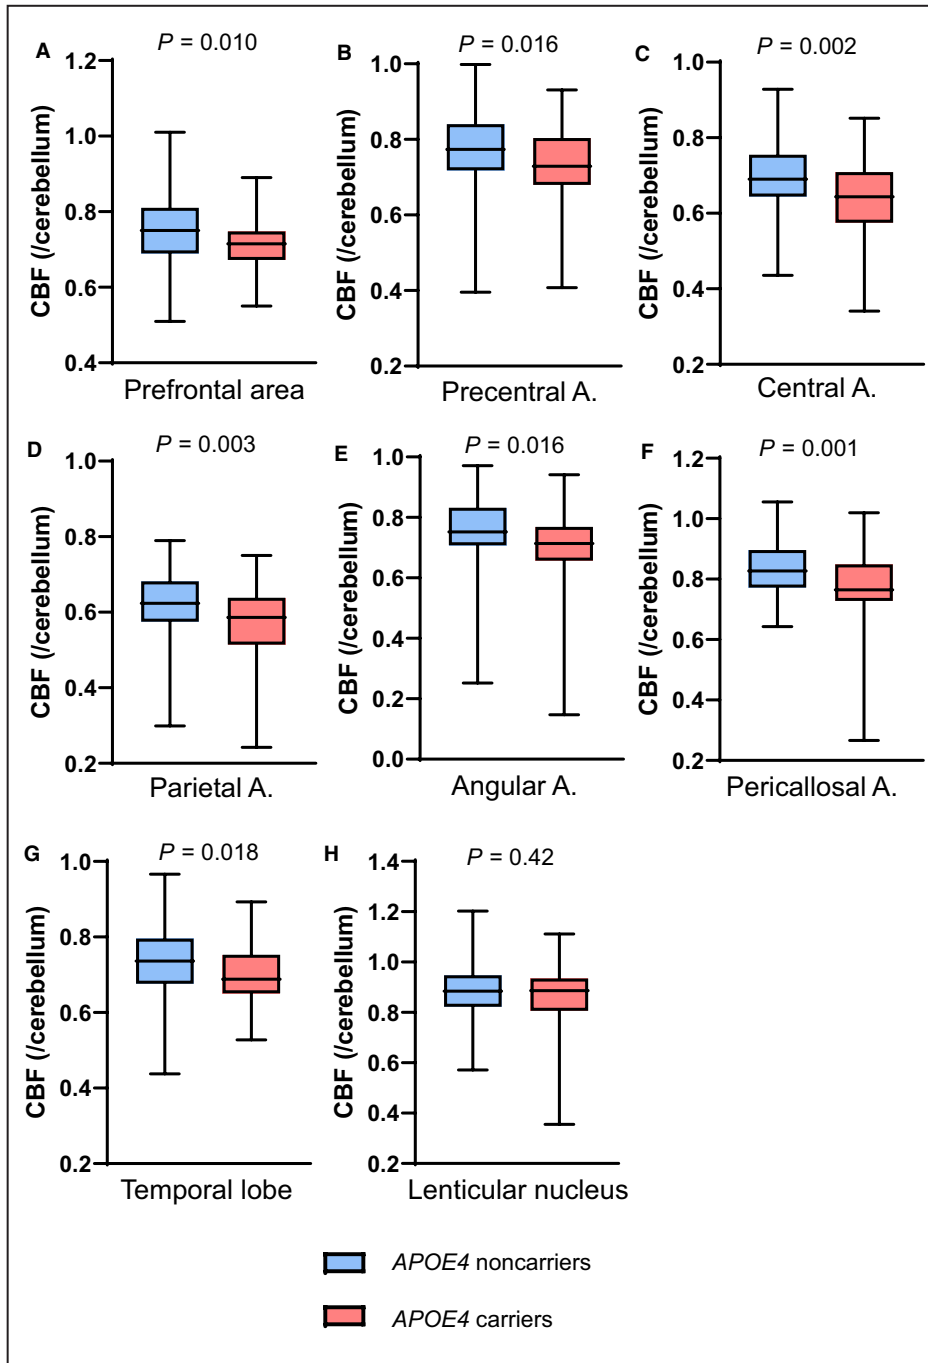 A
P = 0.010
CBF (/cerebellum)
1.2
1.0
0.8
0.6
0.4
Prefrontal area
B
P = 0.016
CBF (/cerebellum)
1.0
0.8
0.6
0.4
0.2
Precentral A.
C
P = 0.002
CBF (/cerebellum)
1.0
0.8
0.6
0.4
0.2
Central A.
D
P = 0.003
CBF (/cerebellum)
1.0
0.8
0.6
0.4
0.2
Parietal A.
E
P = 0.016
CBF (/cerebellum)
1.0
0.8
0.6
0.4
0.2
0.0
Angular A.
F
P = 0.001
CBF (/cerebellum)
1.2
1.0
0.8
0.6
0.4
0.2
Pericallosal A.
G
P = 0.018
CBF (/cerebellum)
1.0
0.8
0.6
0.4
0.2
Temporal lobe
H
P = 0.42
CBF (/cerebellum)
1.4
1.2
1.0
0.8
0.6
0.4
0.2
Lenticular nucleus
APOE4 noncarriers
APOE4 carriers